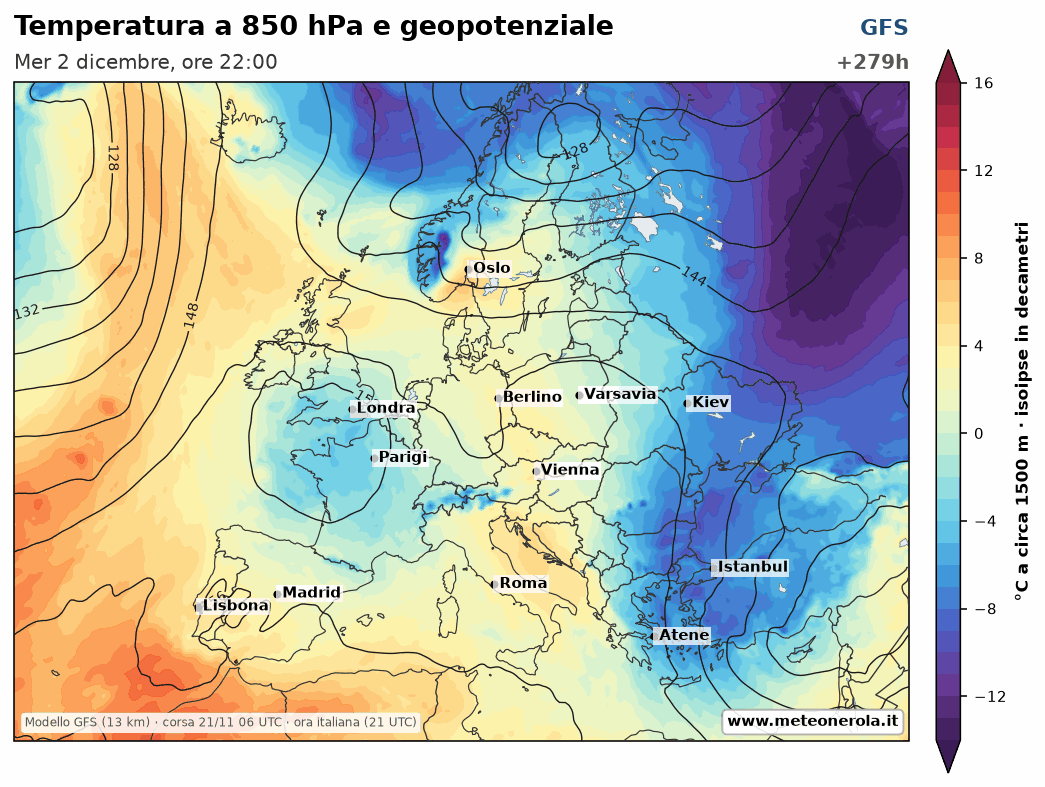 Temperatura a 850 hPa e geopotenziale
GFS
Mer 2 dicembre, ore 22:00
+279h
128
128
132
148
144
Oslo
Londra
Berlino
Varsavia
Kiev
Parigi
Vienna
Istanbul
Roma
Madrid
Lisbona
Atene
16
12
8
4
0
−4
−8
−12
°C a circa 1500 m · isoipse in decametri
Modello GFS (13 km) · corsa 21/11 06 UTC · ora italiana (21 UTC)
www.meteonerola.it